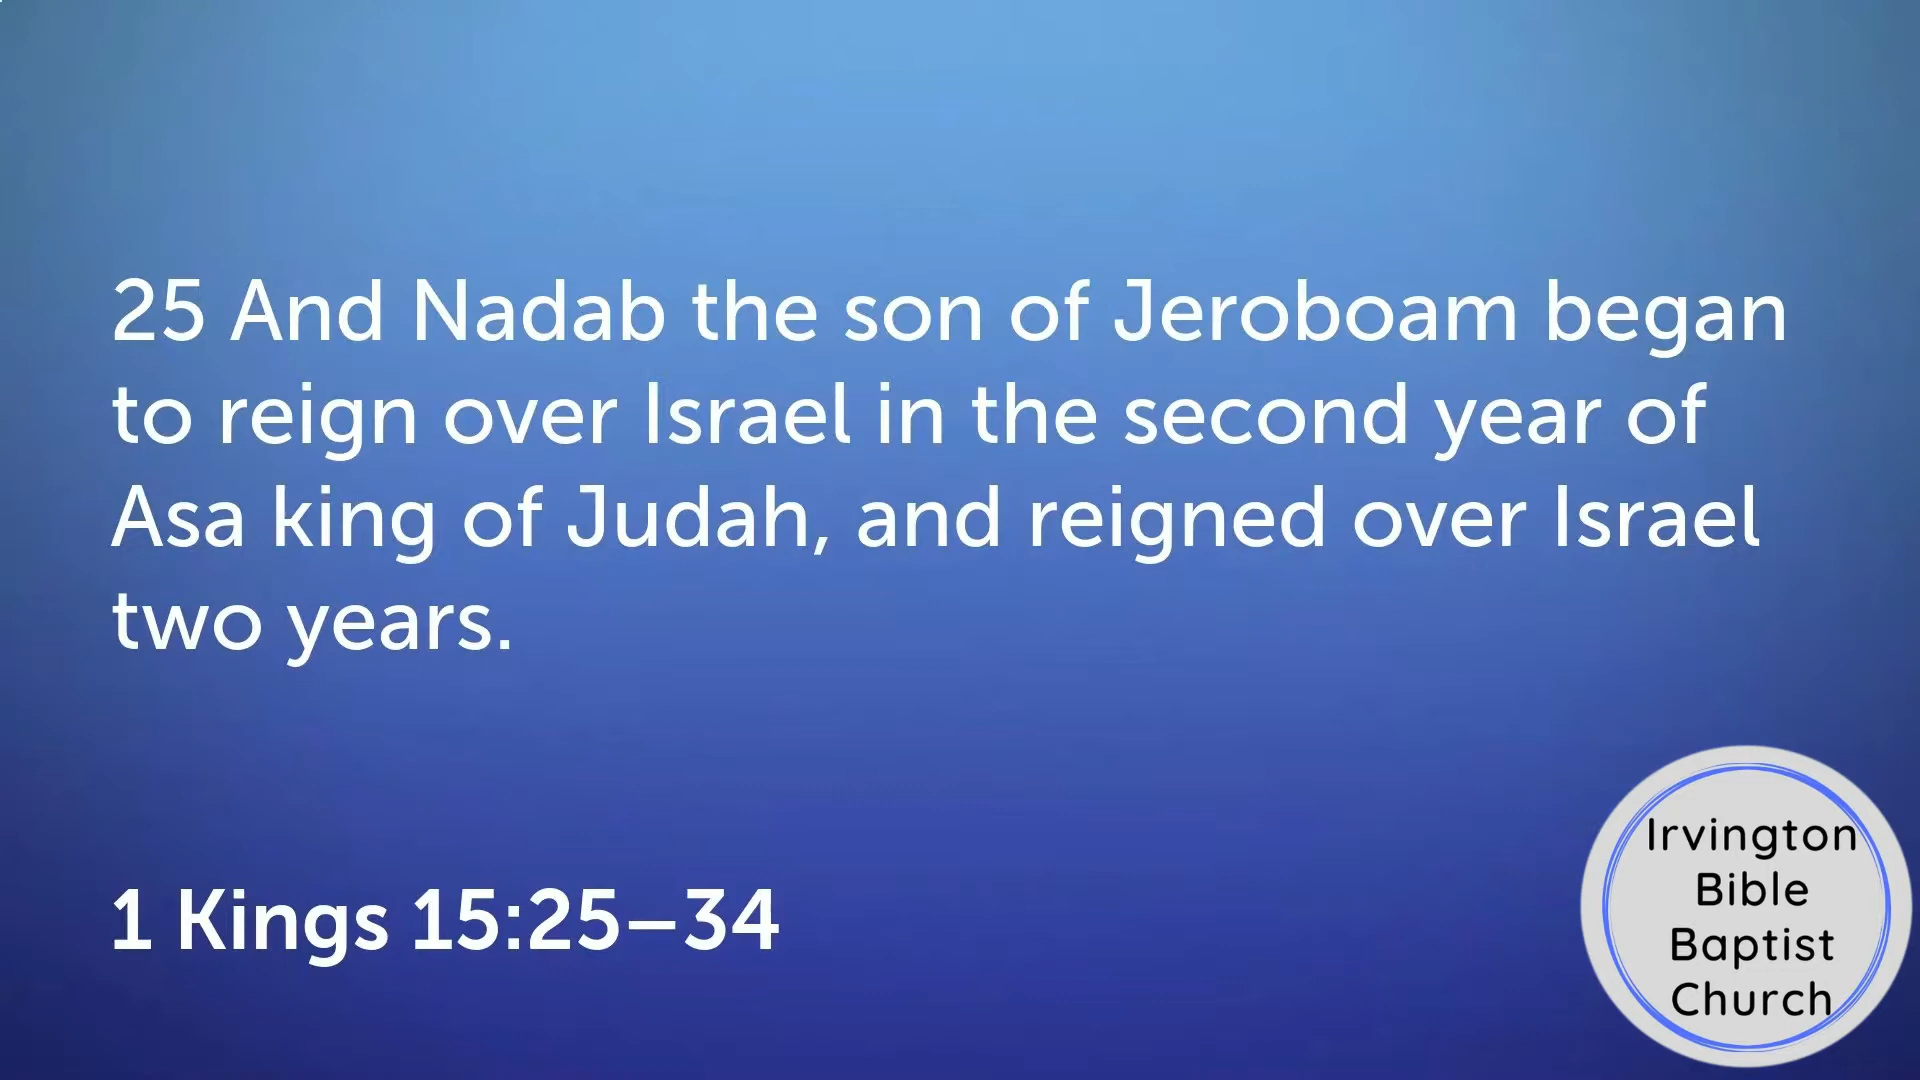 25 And Nadab the son of Jeroboam began
to reign over Israel in the second year of
Asa king of Judah, and reigned over Israel
two years.
1 Kings 15:25–34
Irvington
Bible
Baptist
Church